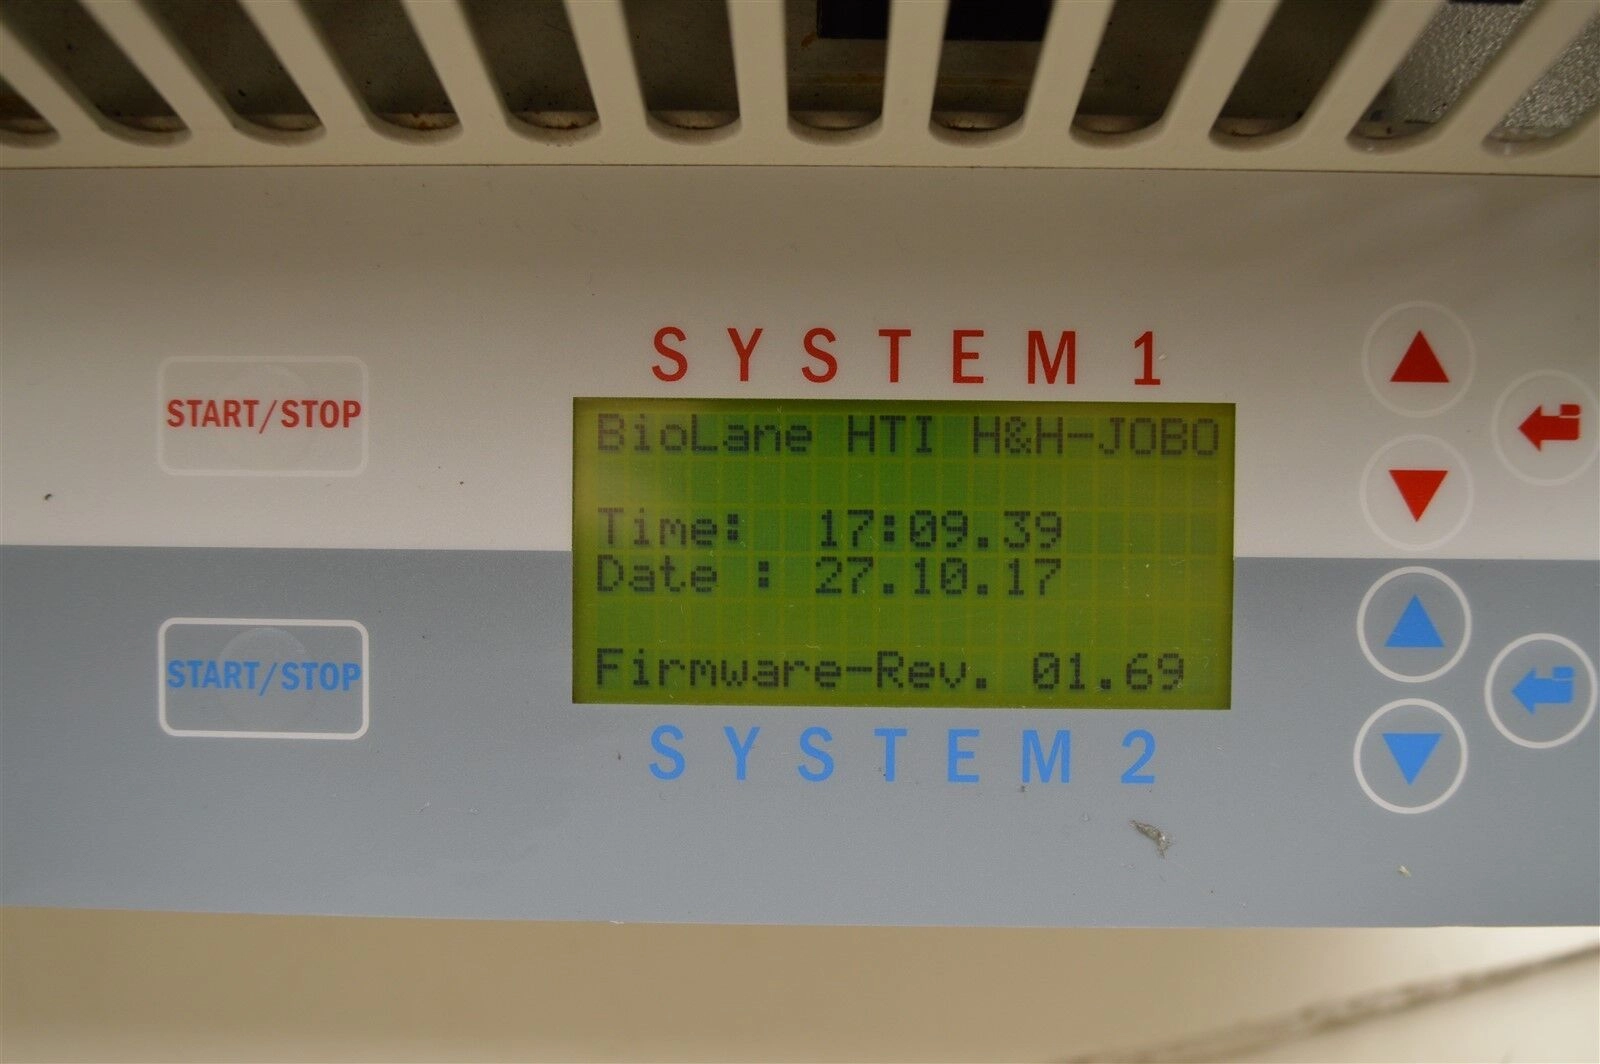 SYSTEM 1
START/STOP
BioLane HTI H&H-JOBO
Time: 17:09.39
Date : 27.10.17
Firmware-Rev. 01.69
START/STOP
SYSTEM 2